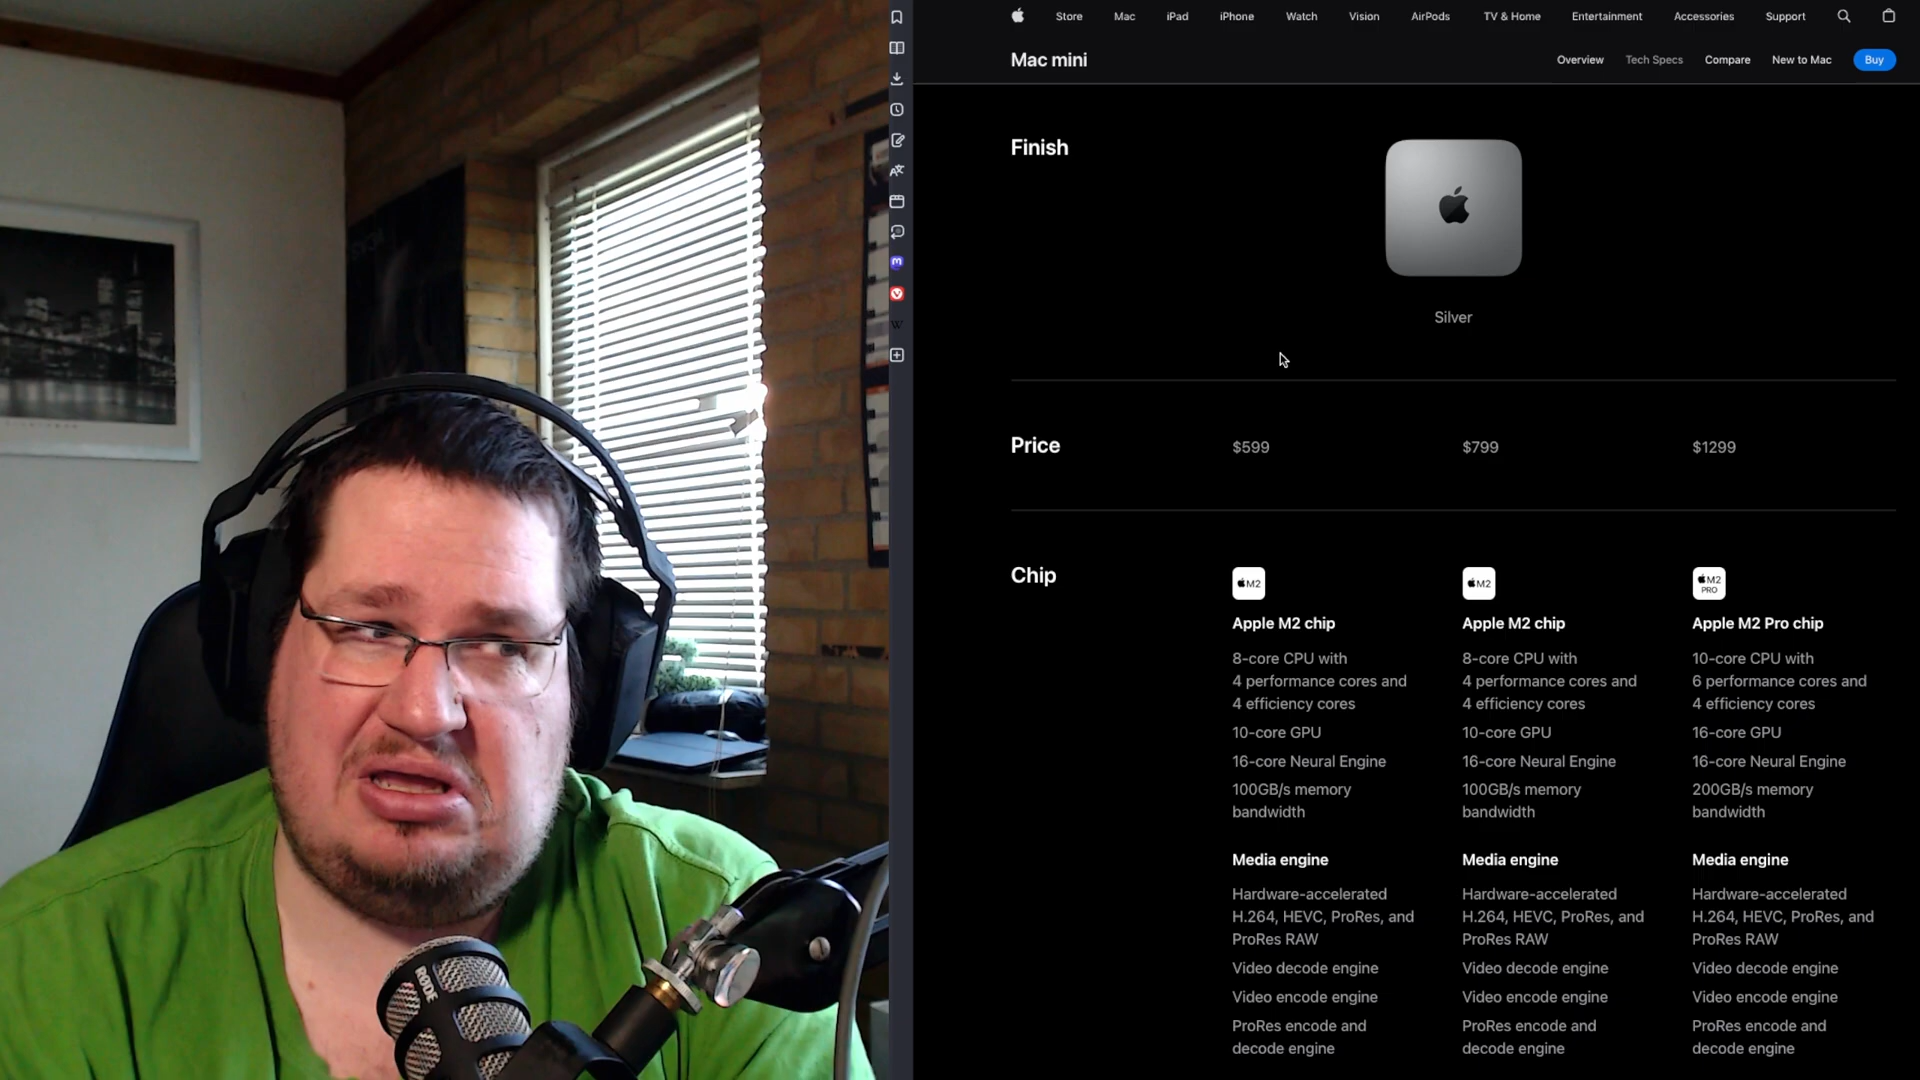 Store Mac iPad iPhone Watch Vision AirPods TV & Home Entertainment Accessories Support
Mac mini
Overview Tech Specs Compare New to Mac Buy
Finish
Silver
Price $599 $799 $1299
Chip
M2 M2 M2
PRO
Apple M2 chip Apple M2 chip Apple M2 Pro chip
8-core CPU with 8-core CPU with 10-core CPU with
4 performance cores and 4 performance cores and 6 performance cores and
4 efficiency cores 4 efficiency cores 4 efficiency cores
10-core GPU 10-core GPU 16-core GPU
16-core Neural Engine 16-core Neural Engine 16-core Neural Engine
100GB/s memory 100GB/s memory 200GB/s memory
bandwidth bandwidth bandwidth
Media engine Media engine Media engine
Hardware-accelerated Hardware-accelerated Hardware-accelerated
H.264, HEVC, ProRes, and H.264, HEVC, ProRes, and H.264, HEVC, ProRes, and
ProRes RAW ProRes RAW ProRes RAW
Video decode engine Video decode engine Video decode engine
Video encode engine Video encode engine Video encode engine
ProRes encode and ProRes encode and ProRes encode and
decode engine decode engine decode engine
RØDE